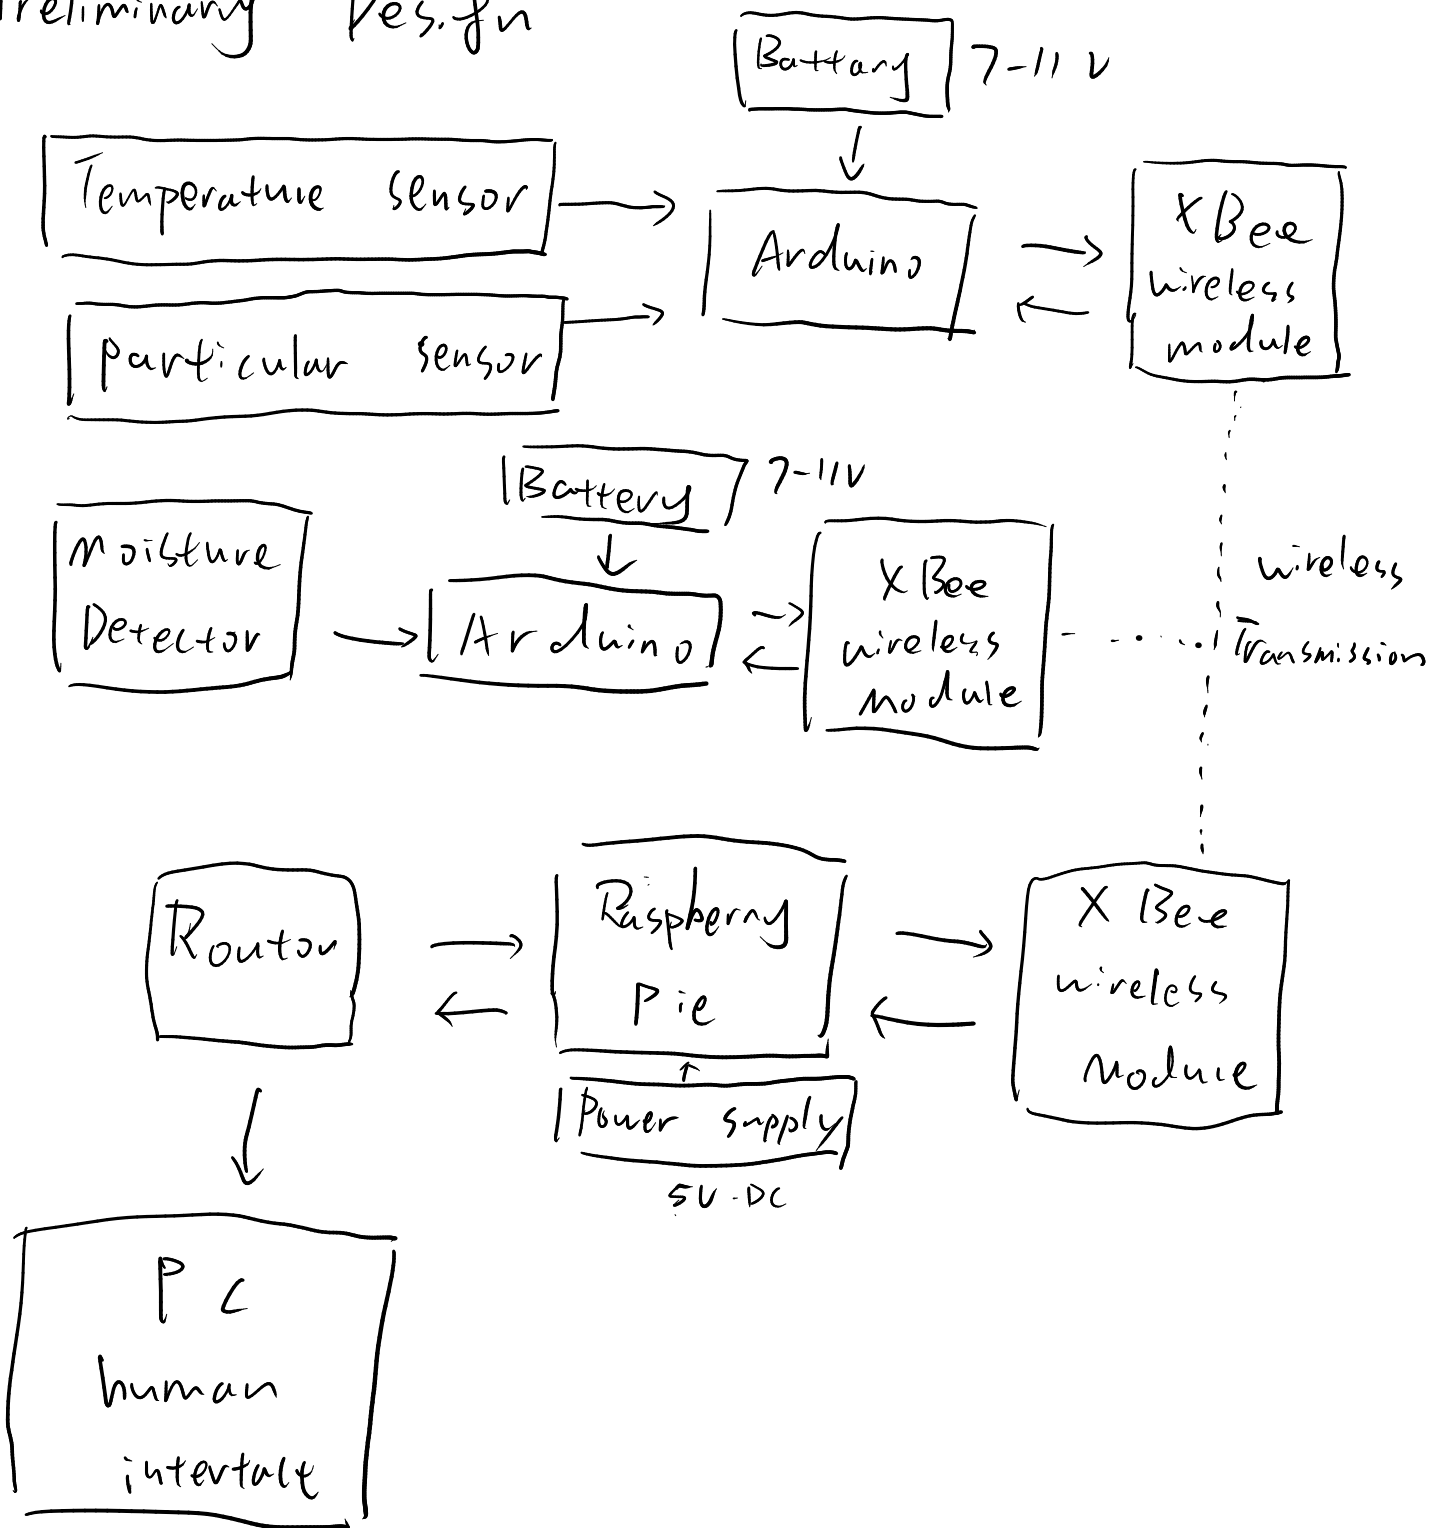 Preliminary Design
Battary 7-11 V
Temperature sensor
Arduino
XBee
wireless
module
particular sensor
Battery 7-11V
Moisture
Detector
Arduino
XBee
wireless
module
wireless
Transmission
Router
Raspberry
Pie
XBee
wireless
Module
Power supply
5V-DC
PC
human
interface